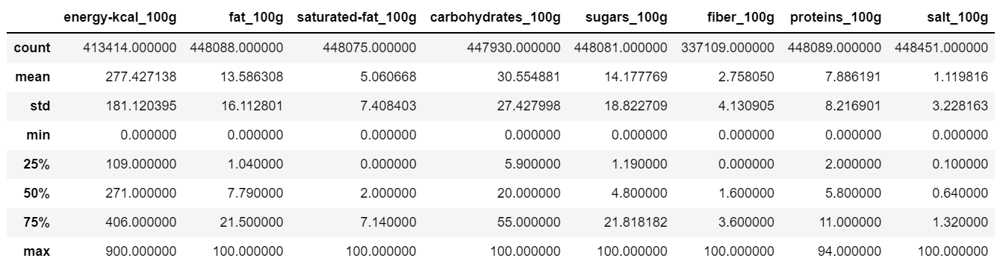 energy-kcal_100g fat_100g saturated-fat_100g carbohydrates_100g sugars_100g fiber_100g proteins_100g salt_100g
count 413414.000000 448088.000000 448075.000000 447930.000000 448081.000000 337109.000000 448089.000000 448451.000000
mean 277.427138 13.586308 5.060668 30.554881 14.177769 2.758050 7.886191 1.119816
std 181.120395 16.112801 7.408403 27.427998 18.822709 4.130905 8.216901 3.228163
min 0.000000 0.000000 0.000000 0.000000 0.000000 0.000000 0.000000 0.000000
25% 109.000000 1.040000 0.000000 5.900000 1.190000 0.000000 2.000000 0.100000
50% 271.000000 7.790000 2.000000 20.000000 4.800000 1.600000 5.800000 0.640000
75% 406.000000 21.500000 7.140000 55.000000 21.818182 3.600000 11.000000 1.320000
max 900.000000 100.000000 100.000000 100.000000 100.000000 100.000000 94.000000 100.000000